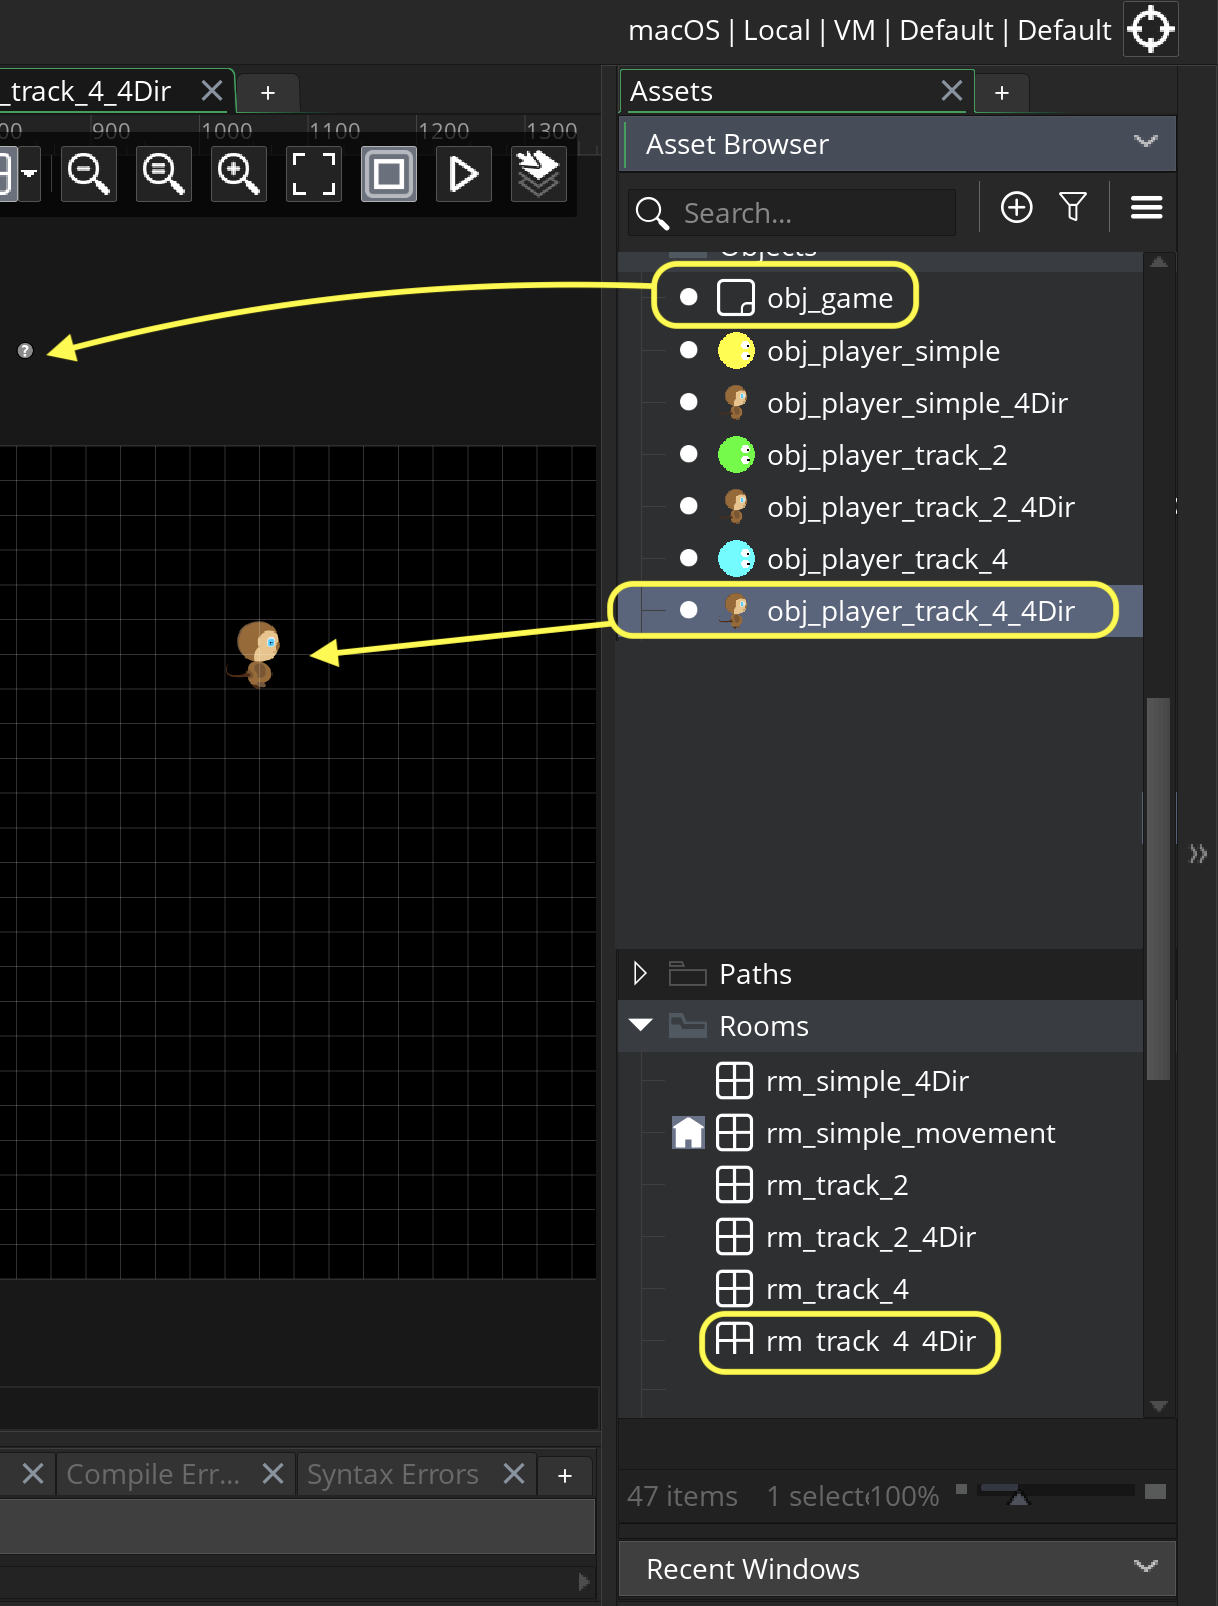 macOS | Local | VM | Default | Default
_track_4_4Dir
+
Assets
+
00 900 1000 1100 1200 1300
Asset Browser
Search...
Objects
obj_game
?
obj_player_simple
obj_player_simple_4Dir
obj_player_track_2
obj_player_track_2_4Dir
obj_player_track_4
obj_player_track_4_4Dir
Paths
Rooms
rm_simple_4Dir
rm_simple_movement
rm_track_2
rm_track_2_4Dir
rm_track_4
rm_track_4_4Dir
Compile Err...
Syntax Errors
+
47 items 1 selecte 100%
Recent Windows